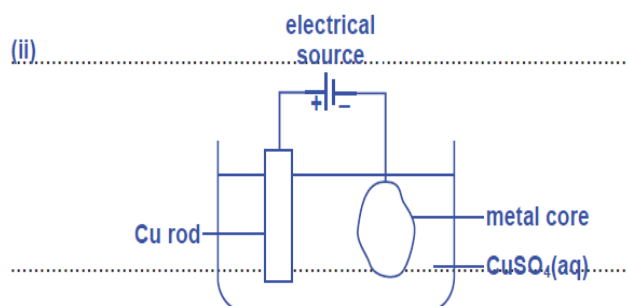 electrical
(ii)
source
+ −
metal core
Cu rod
CuSO₄(aq)